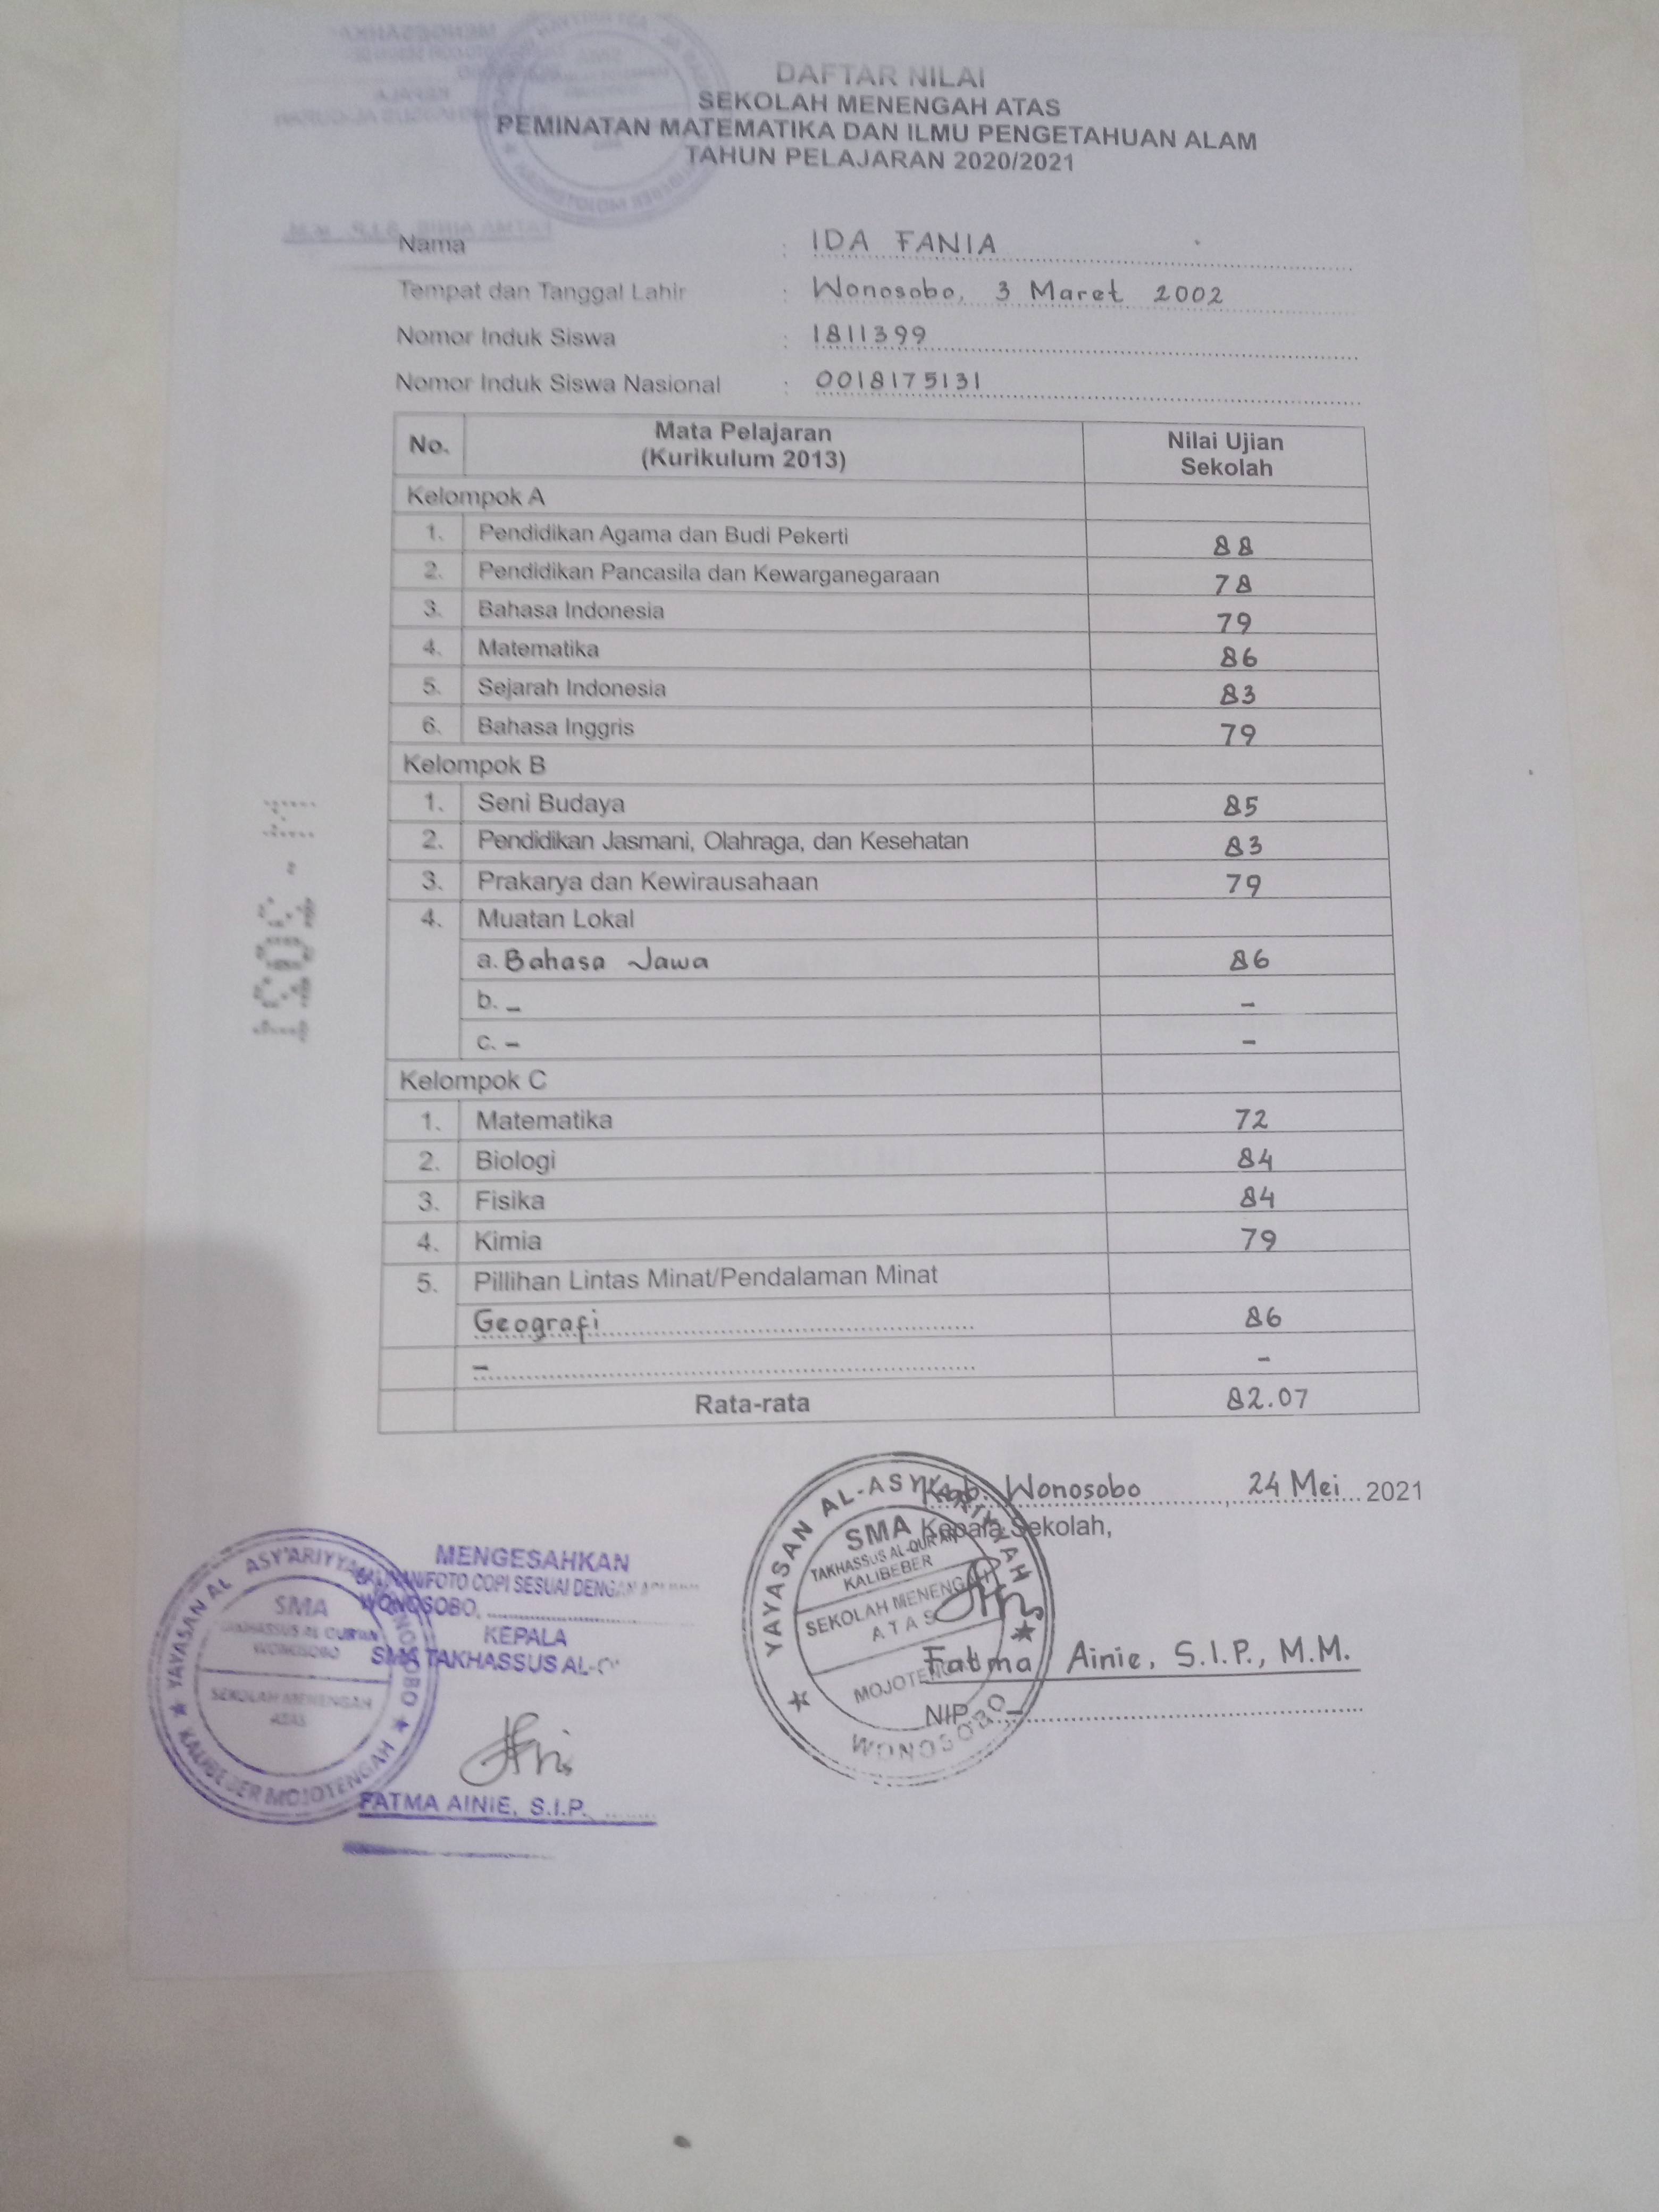 DAFTAR NILAI
SEKOLAH MENENGAH ATAS
PEMINATAN MATEMATIKA DAN ILMU PENGETAHUAN ALAM
TAHUN PELAJARAN 2020/2021
Nama : IDA FANIA
Tempat dan Tanggal Lahir : Wonosobo, 3 Maret 2002
Nomor Induk Siswa : 1811399
Nomor Induk Siswa Nasional : 0018175131
No. Mata Pelajaran (Kurikulum 2013) Nilai Ujian Sekolah
Kelompok A
1. Pendidikan Agama dan Budi Pekerti 88
2. Pendidikan Pancasila dan Kewarganegaraan 78
3. Bahasa Indonesia 79
4. Matematika 86
5. Sejarah Indonesia 83
6. Bahasa Inggris 79
Kelompok B
1. Seni Budaya 85
2. Pendidikan Jasmani, Olahraga, dan Kesehatan 83
3. Prakarya dan Kewirausahaan 79
4. Muatan Lokal
a. Bahasa Jawa 86
b. – –
c. – –
Kelompok C
1. Matematika 72
2. Biologi 84
3. Fisika 84
4. Kimia 79
5. Pillihan Lintas Minat/Pendalaman Minat
Geografi 86
– –
Rata-rata 82.07
Kab. Wonosobo, 24 Mei 2021
Kepala Sekolah,
Fatma Ainie, S.I.P., M.M.
NIP. –
YAYASAN AL-ASY'ARIYYAH
SMA
TAKHASSUS AL-QUR'AN
KALIBEBER
SEKOLAH MENENGAH
ATAS
MOJOTENGAH
WONOSOBO
MENGESAHKAN
FOTO COPI SESUAI DENGAN
WONOSOBO,
KEPALA
SMA TAKHASSUS AL-
FATMA AINIE, S.I.P.
YAYASAN AL ASY'ARIYYAH
SMA
TAKHASSUS AL QUR'AN
WONOSOBO
SEKOLAH MENENGAH
ATAS
KALIBEBER MOJOTENGAH WONOSOBO